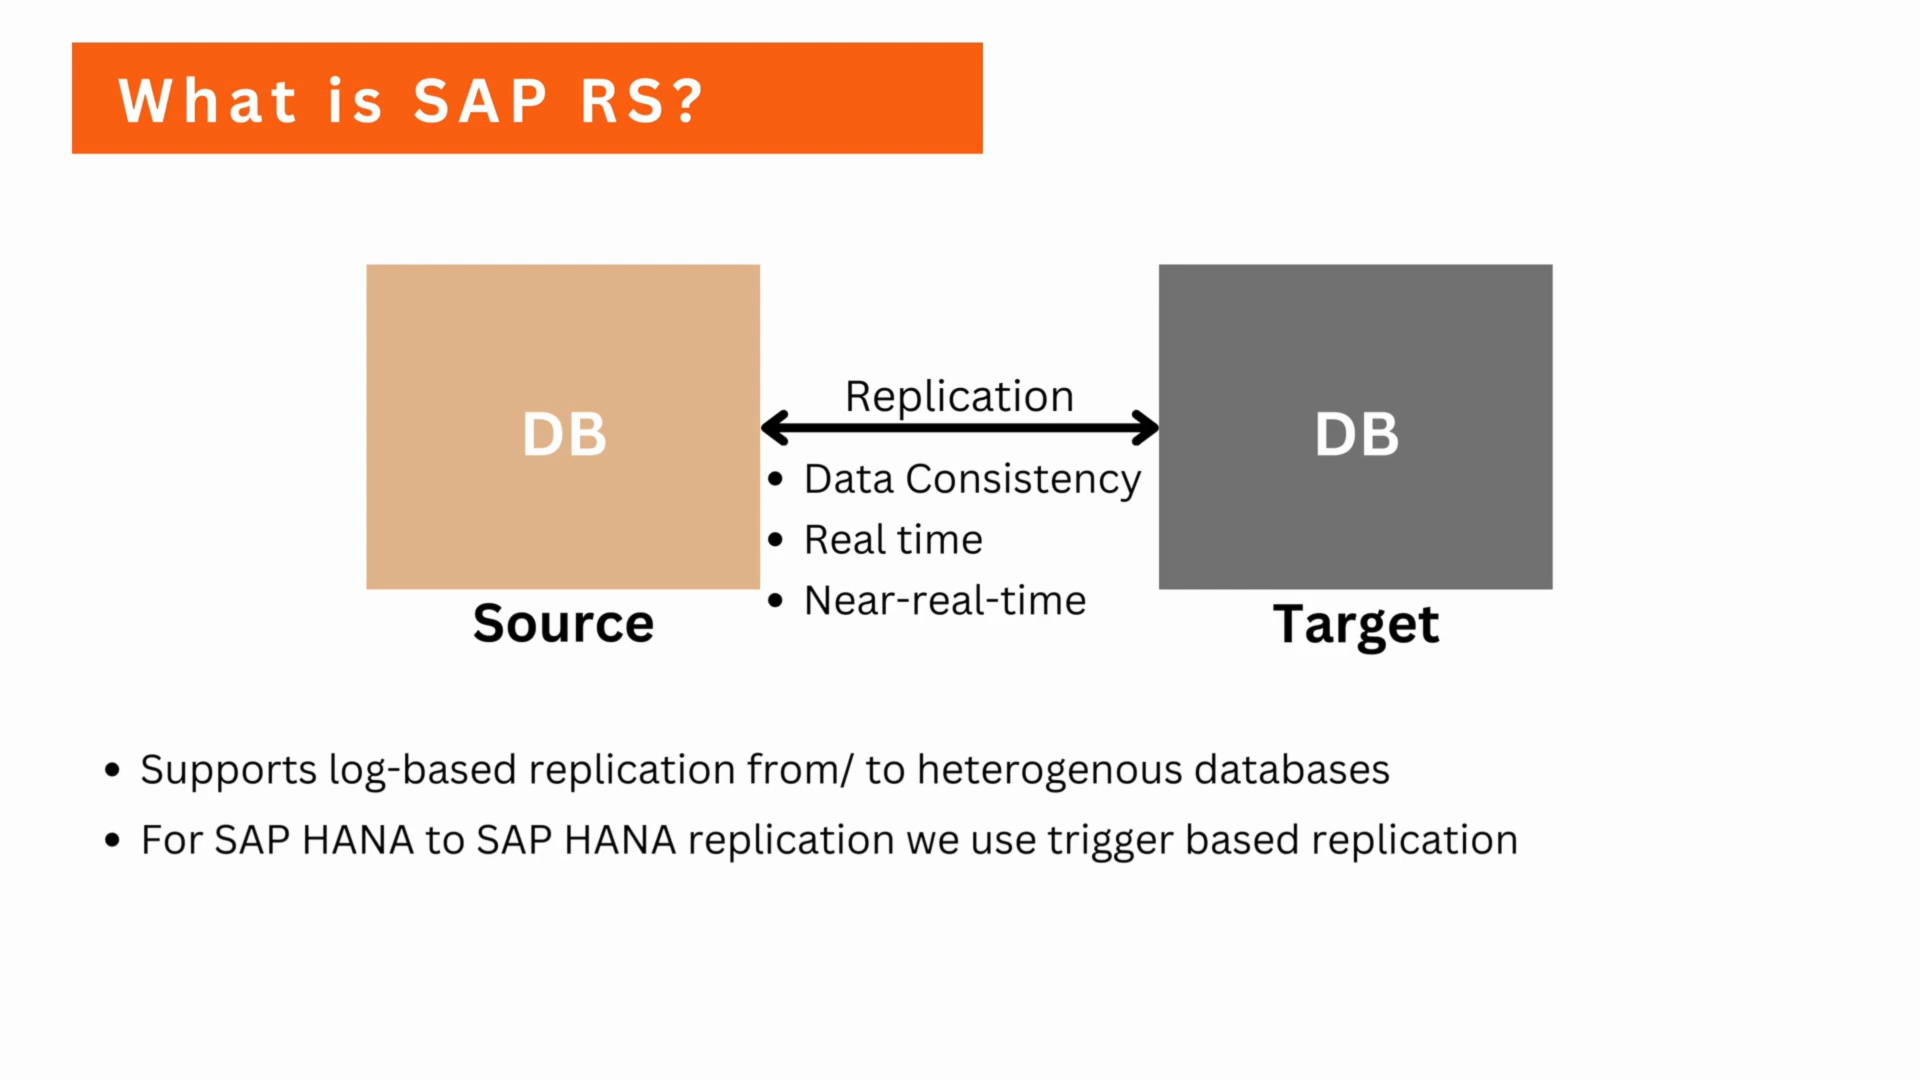 What is SAP RS?
DB
Source
Replication
• Data Consistency
• Real time
• Near-real-time
DB
Target
• Supports log-based replication from/ to heterogenous databases
• For SAP HANA to SAP HANA replication we use trigger based replication